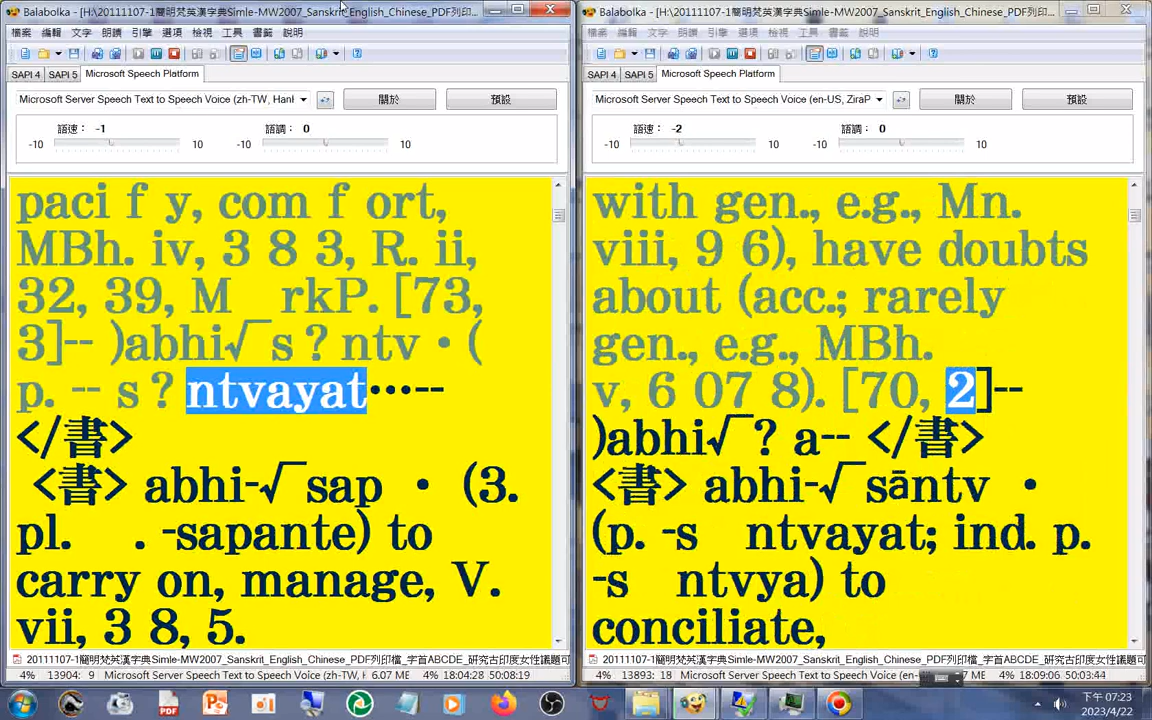 Balabolka - [H:\20111107-1簡明梵英漢字典Simle-MW2007_Sanskrit_English_Chinese_PDF列印...
檔案 編輯 文字 朗讀 引擎 選項 檢視 工具 書籤 說明
SAPI 4 SAPI 5 Microsoft Speech Platform
Microsoft Server Speech Text to Speech Voice (zh-TW, Hanl
關於
預設
語速： -1 語調： 0
-10 10 -10 10
paci f y, com f ort,
MBh. iv, 3 8 3, R. ii,
32, 39, M rkP. [73,
3]-- )abhi√ s ? ntv • (
p. -- s ? ntvayat…--
</書>
<書> abhi-√sap • (3.
pl. . -sapante) to
carry on, manage, V.
vii, 3 8, 5.
20111107-1簡明梵英漢字典Simle-MW2007_Sanskrit_English_Chinese_PDF列印檔_字首ABCDE_研究古印度女性議題可
4% 13904: 9 Microsoft Server Speech Text to Speech Voice (zh-TW, H 6.07 ME 4% 18:04:28 50:08:19
Balabolka - [H:\20111107-1簡明梵英漢字典Simle-MW2007_Sanskrit_English_Chinese_PDF列印...
檔案 編輯 文字 朗讀 引擎 選項 檢視 工具 書籤 說明
SAPI 4 SAPI 5 Microsoft Speech Platform
Microsoft Server Speech Text to Speech Voice (en-US, ZiraP
關於
預設
語速： -2 語調： 0
-10 10 -10 10
with gen., e.g., Mn.
viii, 9 6), have doubts
about (acc.; rarely
gen., e.g., MBh.
v, 6 07 8). [70, 2]--
)abhi√ ? a-- </書>
<書> abhi-√sāntv •
(p. -s ntvayat; ind. p.
-s ntvya) to
conciliate,
20111107-1簡明梵英漢字典Simle-MW2007_Sanskrit_English_Chinese_PDF列印檔_字首ABCDE_研究古印度女性議題可
4% 13893: 18 Microsoft Server Speech Text to Speech Voice ME 4% 18:09:06 50:03:44
下午 07:23
2023/4/22